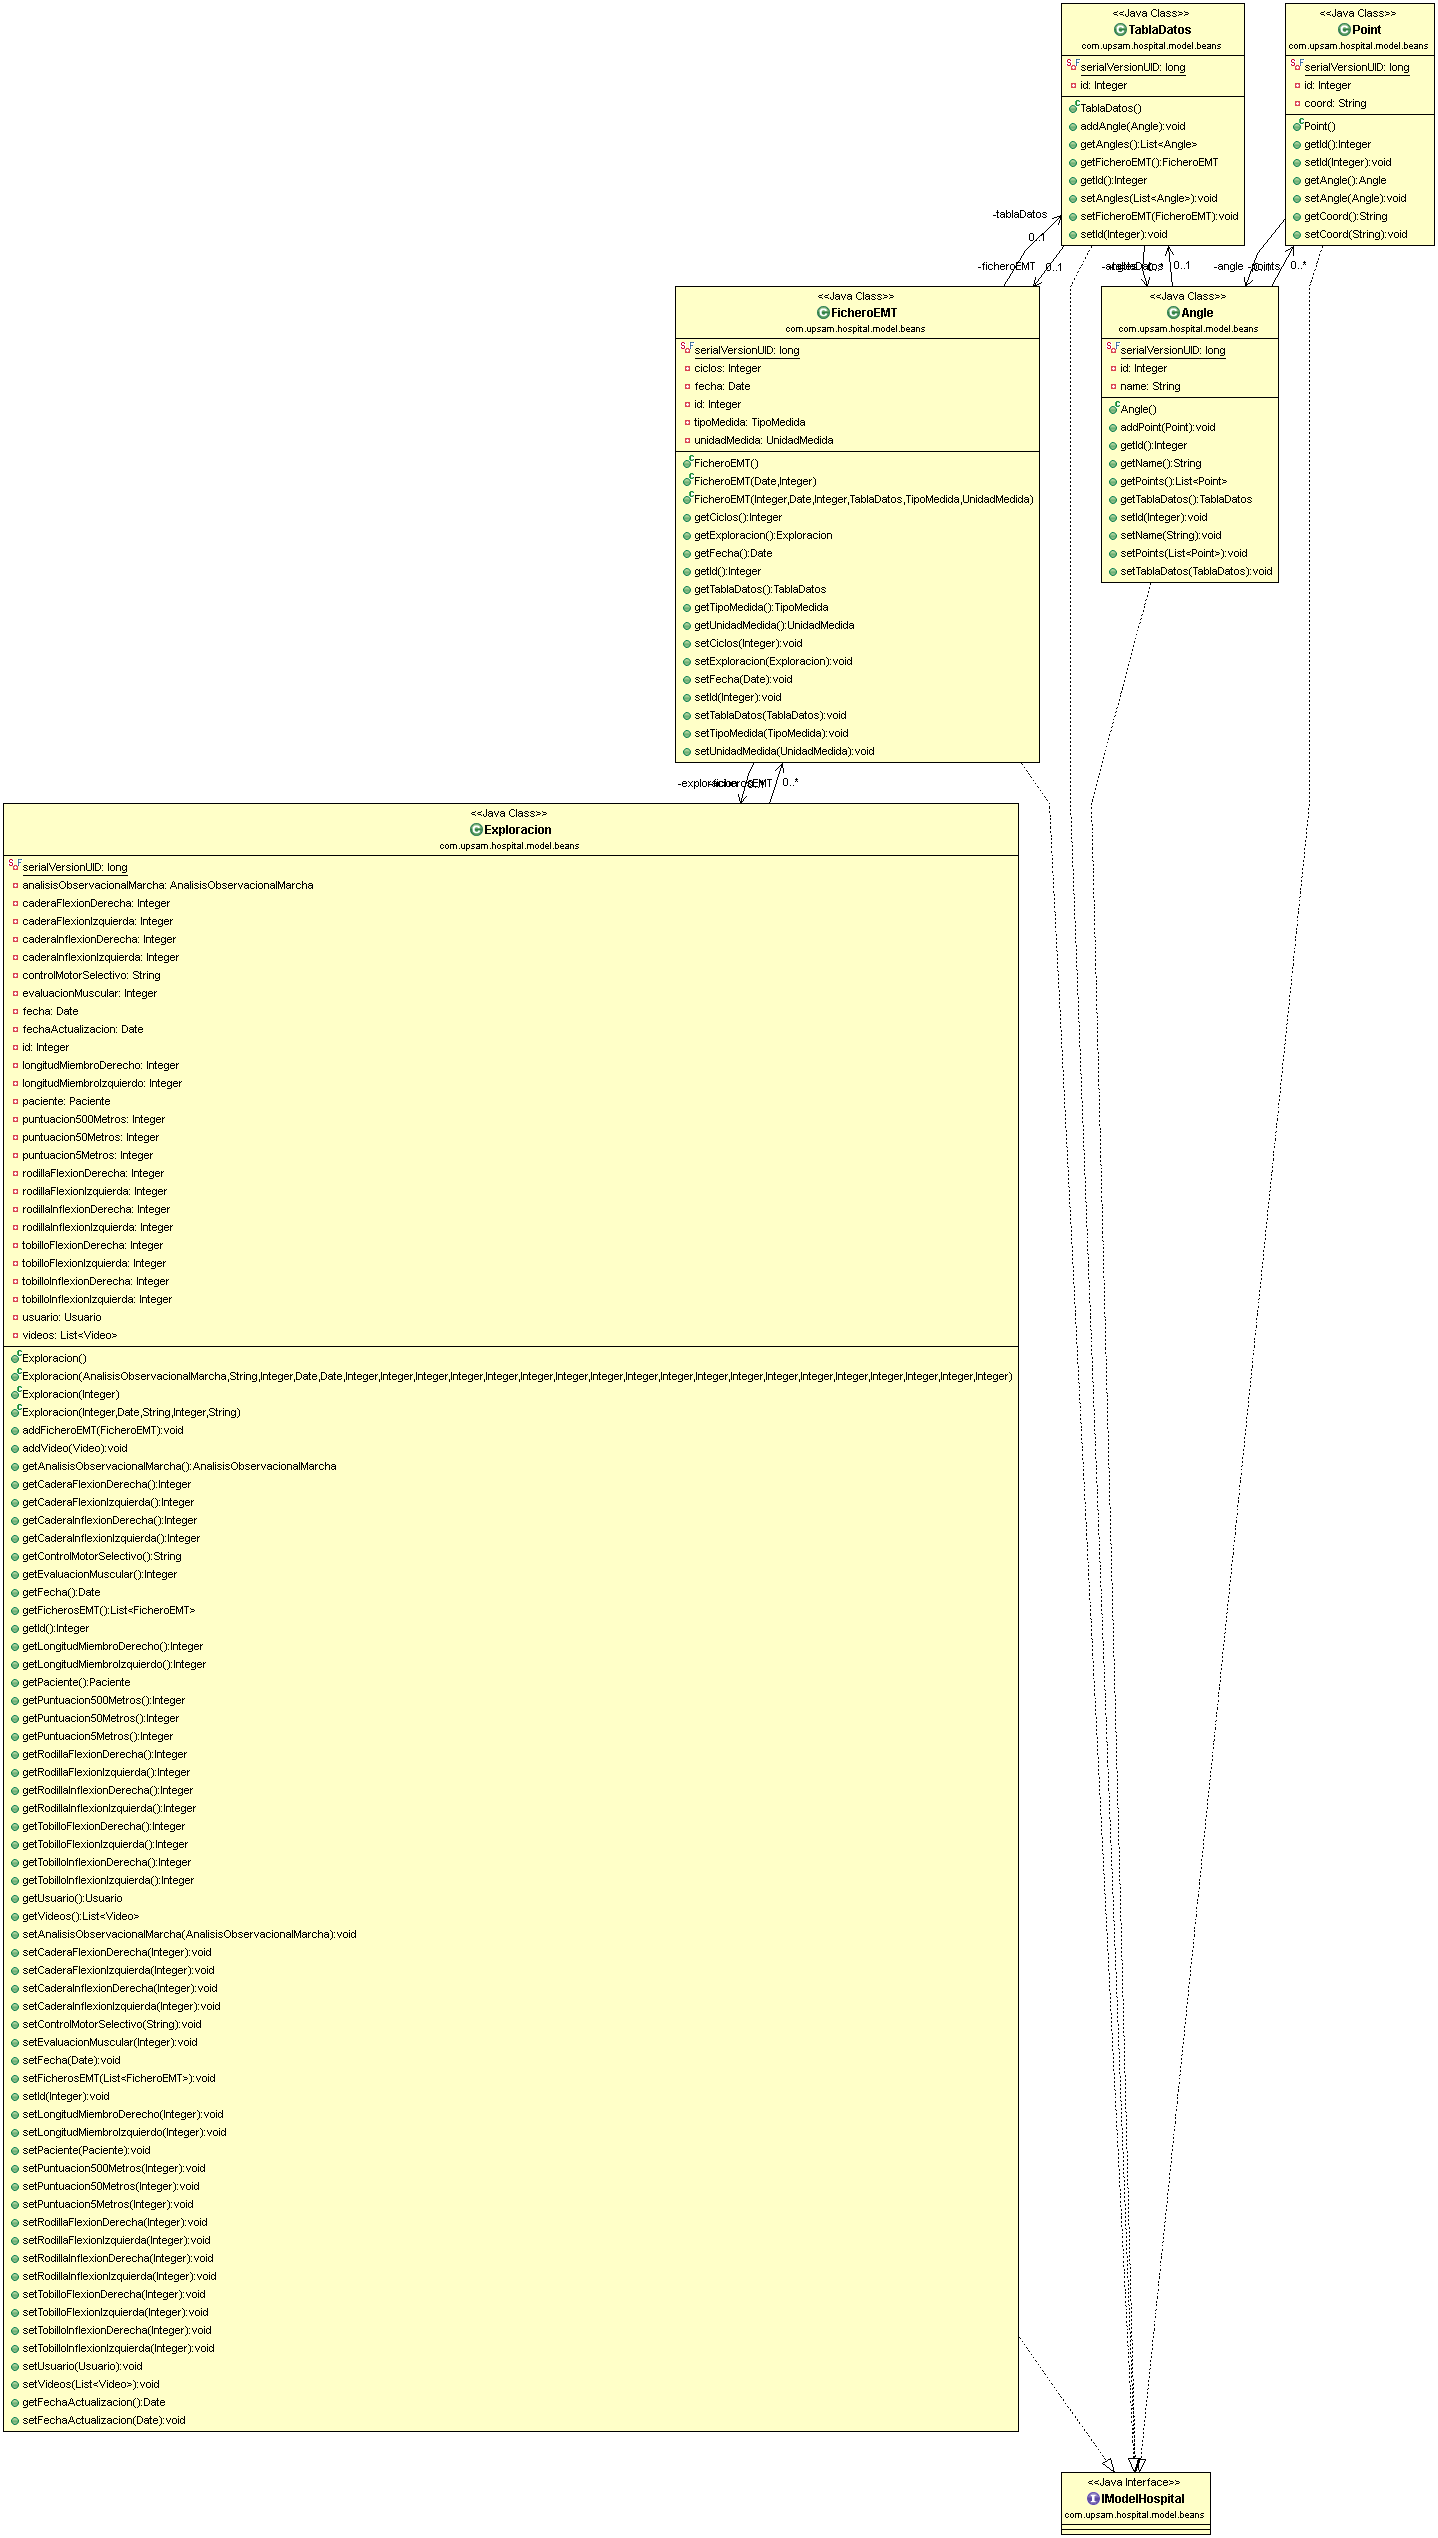 <<Java Class>>
TablaDatos
com.upsam.hospital.model.beans
serialVersionUID: long
id: Integer
TablaDatos()
addAngle(Angle):void
getAngles():List<Angle>
getFicheroEMT():FicheroEMT
getId():Integer
setAngles(List<Angle>):void
setFicheroEMT(FicheroEMT):void
setId(Integer):void
<<Java Class>>
Point
com.upsam.hospital.model.beans
serialVersionUID: long
id: Integer
coord: String
Point()
getId():Integer
setId(Integer):void
getAngle():Angle
setAngle(Angle):void
getCoord():String
setCoord(String):void
-tablaDatos
0..1
-ficheroEMT
0..1
0..1
-angle
-points
0..*
<<Java Class>>
FicheroEMT
com.upsam.hospital.model.beans
serialVersionUID: long
ciclos: Integer
fecha: Date
id: Integer
tipoMedida: TipoMedida
unidadMedida: UnidadMedida
FicheroEMT()
FicheroEMT(Date,Integer)
FicheroEMT(Integer,Date,Integer,TablaDatos,TipoMedida,UnidadMedida)
getCiclos():Integer
getExploracion():Exploracion
getFecha():Date
getId():Integer
getTablaDatos():TablaDatos
getTipoMedida():TipoMedida
getUnidadMedida():UnidadMedida
setCiclos(Integer):void
setExploracion(Exploracion):void
setFecha(Date):void
setId(Integer):void
setTablaDatos(TablaDatos):void
setTipoMedida(TipoMedida):void
setUnidadMedida(UnidadMedida):void
<<Java Class>>
Angle
com.upsam.hospital.model.beans
serialVersionUID: long
id: Integer
name: String
Angle()
addPoint(Point):void
getId():Integer
getName():String
getPoints():List<Point>
getTablaDatos():TablaDatos
setId(Integer):void
setName(String):void
setPoints(List<Point>):void
setTablaDatos(TablaDatos):void
0..*
<<Java Class>>
Exploracion
com.upsam.hospital.model.beans
serialVersionUID: long
analisisObservacionalMarcha: AnalisisObservacionalMarcha
caderaFlexionDerecha: Integer
caderaFlexionIzquierda: Integer
caderaInflexionDerecha: Integer
caderaInflexionIzquierda: Integer
controlMotorSelectivo: String
evaluacionMuscular: Integer
fecha: Date
fechaActualizacion: Date
id: Integer
longitudMiembroDerecho: Integer
longitudMiembroIzquierdo: Integer
paciente: Paciente
puntuacion500Metros: Integer
puntuacion50Metros: Integer
puntuacion5Metros: Integer
rodillaFlexionDerecha: Integer
rodillaFlexionIzquierda: Integer
rodillaInflexionDerecha: Integer
rodillaInflexionIzquierda: Integer
tobilloFlexionDerecha: Integer
tobilloFlexionIzquierda: Integer
tobilloInflexionDerecha: Integer
tobilloInflexionIzquierda: Integer
usuario: Usuario
videos: List<Video>
Exploracion()
Exploracion(AnalisisObservacionalMarcha,String,Integer,Date,Date,Integer,Integer,Integer,Integer,Integer,Integer,Integer,Integer,Integer,Integer,Integer,Integer,Integer,Integer,Integer,Integer,Integer,Integer,Integer)
Exploracion(Integer)
Exploracion(Integer,Date,String,Integer,String)
addFicheroEMT(FicheroEMT):void
addVideo(Video):void
getAnalisisObservacionalMarcha():AnalisisObservacionalMarcha
getCaderaFlexionDerecha():Integer
getCaderaFlexionIzquierda():Integer
getCaderaInflexionDerecha():Integer
getCaderaInflexionIzquierda():Integer
getControlMotorSelectivo():String
getEvaluacionMuscular():Integer
getFecha():Date
getFicherosEMT():List<FicheroEMT>
getId():Integer
getLongitudMiembroDerecho():Integer
getLongitudMiembroIzquierdo():Integer
getPaciente():Paciente
getPuntuacion500Metros():Integer
getPuntuacion50Metros():Integer
getPuntuacion5Metros():Integer
getRodillaFlexionDerecha():Integer
getRodillaFlexionIzquierda():Integer
getRodillaInflexionDerecha():Integer
getRodillaInflexionIzquierda():Integer
getTobilloFlexionDerecha():Integer
getTobilloFlexionIzquierda():Integer
getTobilloInflexionDerecha():Integer
getTobilloInflexionIzquierda():Integer
getUsuario():Usuario
getVideos():List<Video>
setAnalisisObservacionalMarcha(AnalisisObservacionalMarcha):void
setCaderaFlexionDerecha(Integer):void
setCaderaFlexionIzquierda(Integer):void
setCaderaInflexionDerecha(Integer):void
setCaderaInflexionIzquierda(Integer):void
setControlMotorSelectivo(String):void
setEvaluacionMuscular(Integer):void
setFecha(Date):void
setFicherosEMT(List<FicheroEMT>):void
setId(Integer):void
setLongitudMiembroDerecho(Integer):void
setLongitudMiembroIzquierdo(Integer):void
setPaciente(Paciente):void
setPuntuacion500Metros(Integer):void
setPuntuacion50Metros(Integer):void
setPuntuacion5Metros(Integer):void
setRodillaFlexionDerecha(Integer):void
setRodillaFlexionIzquierda(Integer):void
setRodillaInflexionDerecha(Integer):void
setRodillaInflexionIzquierda(Integer):void
setTobilloFlexionDerecha(Integer):void
setTobilloFlexionIzquierda(Integer):void
setTobilloInflexionDerecha(Integer):void
setTobilloInflexionIzquierda(Integer):void
setUsuario(Usuario):void
setVideos(List<Video>):void
getFechaActualizacion():Date
setFechaActualizacion(Date):void
<<Java Interface>>
IModelHospital
com.upsam.hospital.model.beans